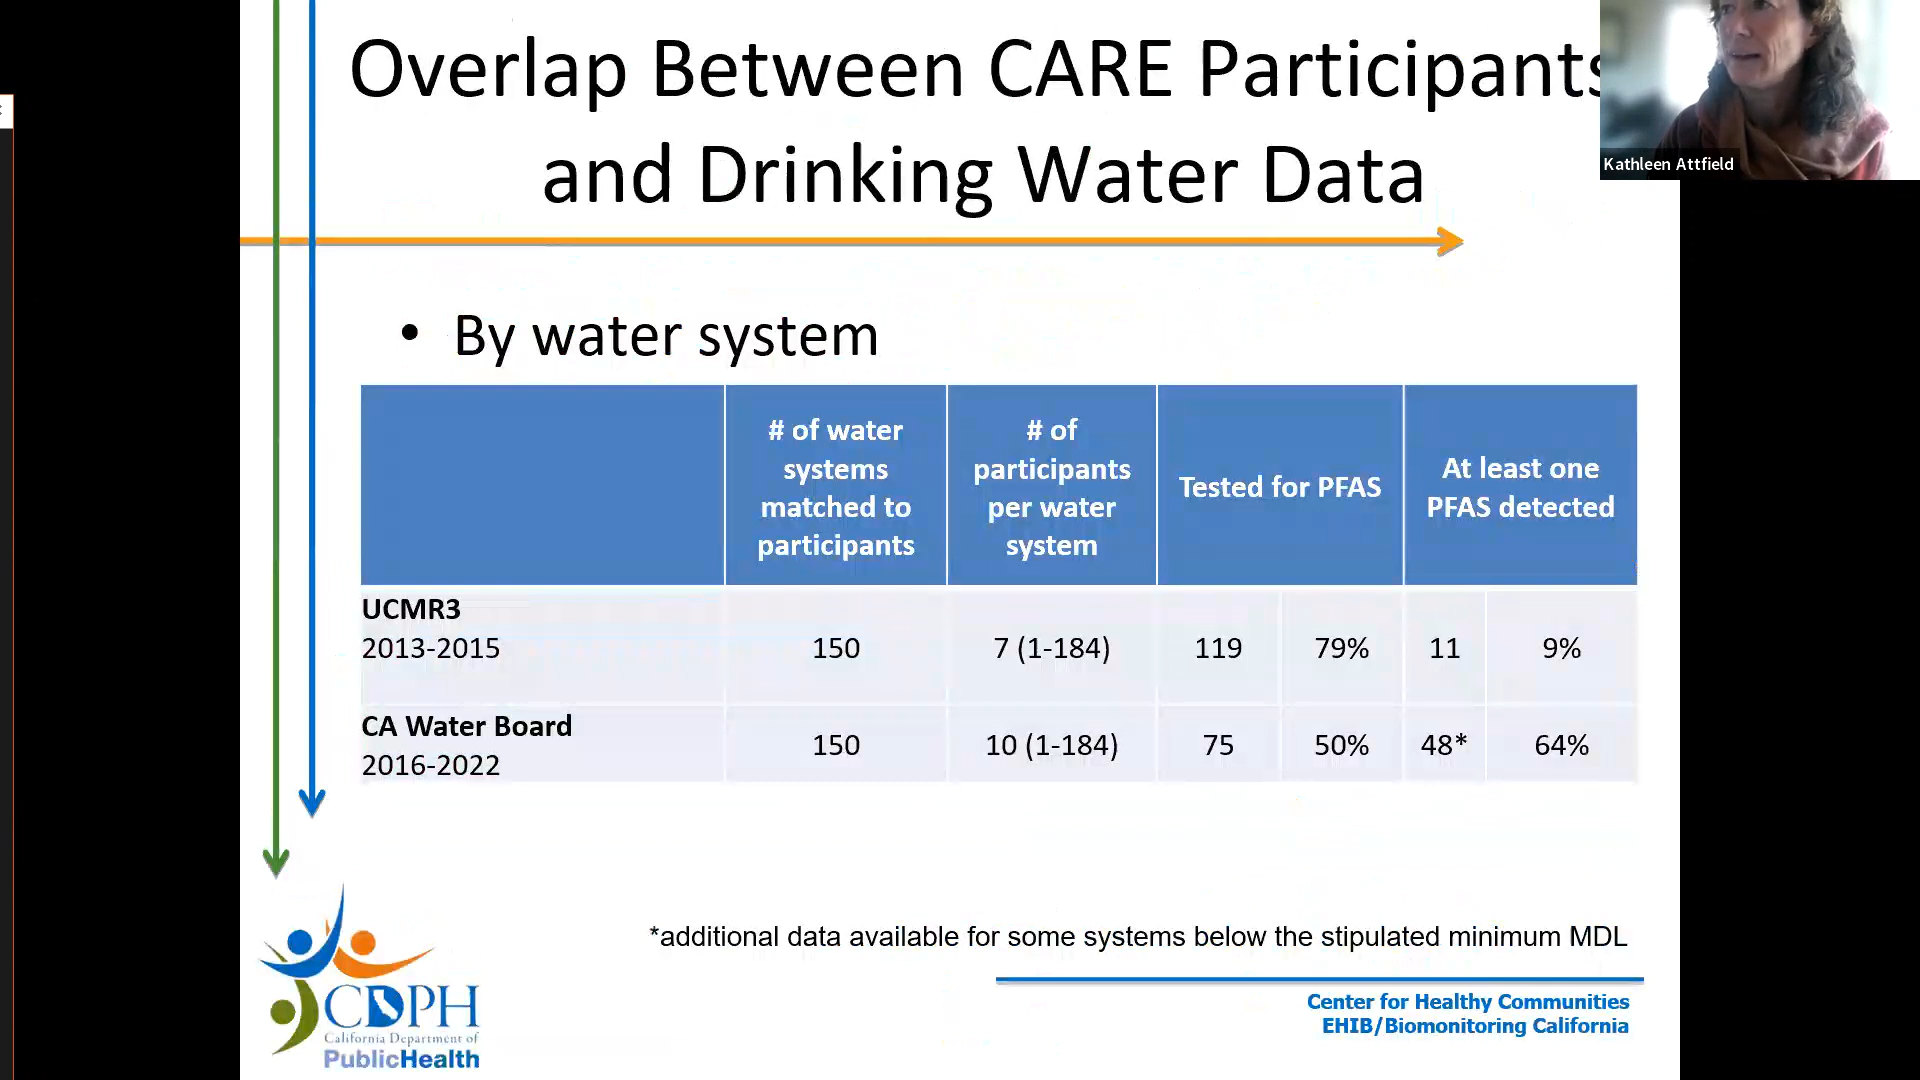 Overlap Between CARE Participants
and Drinking Water Data
Kathleen Attfield
• By water system
# of water
systems
matched to
participants
# of
participants
per water
system
Tested for PFAS
At least one
PFAS detected
UCMR3
2013-2015
150
7 (1-184)
119
79%
11
9%
CA Water Board
2016-2022
150
10 (1-184)
75
50%
48*
64%
*additional data available for some systems below the stipulated minimum MDL
Center for Healthy Communities
EHIB/Biomonitoring California
CDPH
California Department of
PublicHealth